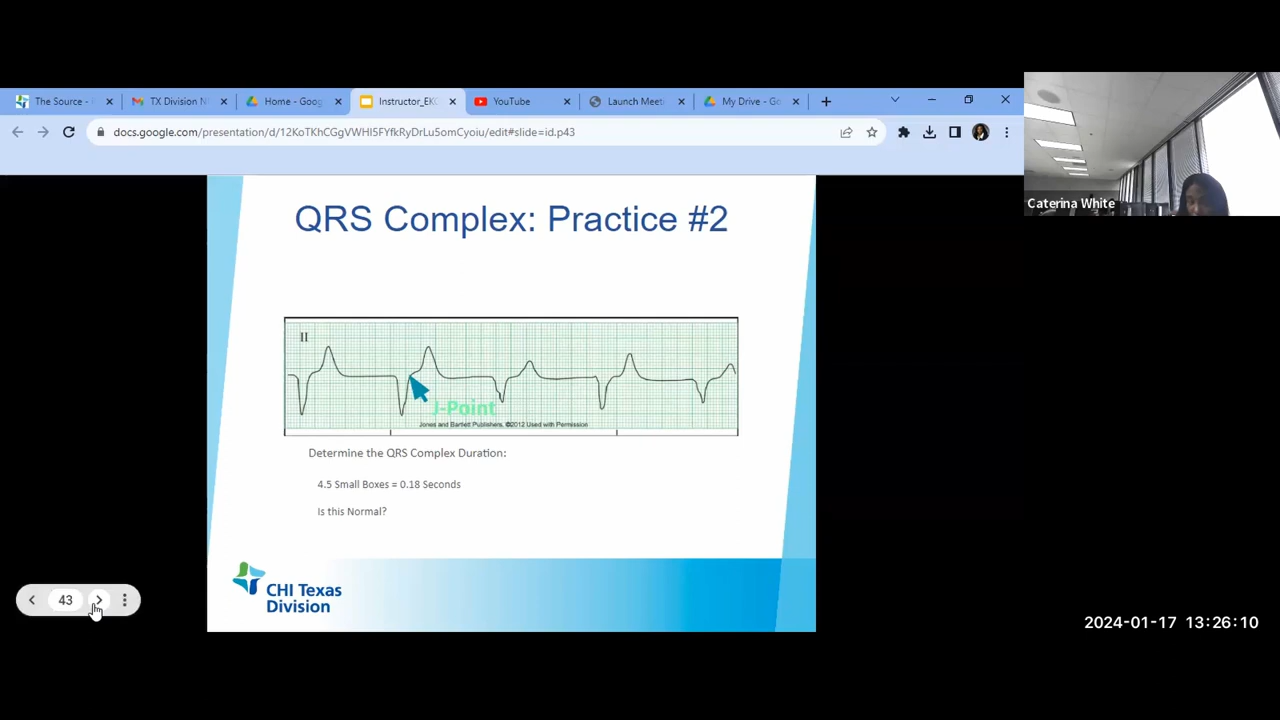 The Source -
TX Division N
Home - Goog
Instructor_EK
YouTube
Launch Meeti
My Drive - Go
docs.google.com/presentation/d/12KoTKhCGgVWHI5FYfkRyDrLu5omCyoiu/edit#slide=id.p43
Caterina White
QRS Complex: Practice #2
II
J-Point
Jones and Bartlett Publishers, ©2012 Used with Permission
Determine the QRS Complex Duration:
4.5 Small Boxes = 0.18 Seconds
Is this Normal?
CHI Texas
Division
43
2024-01-17 13:26:10